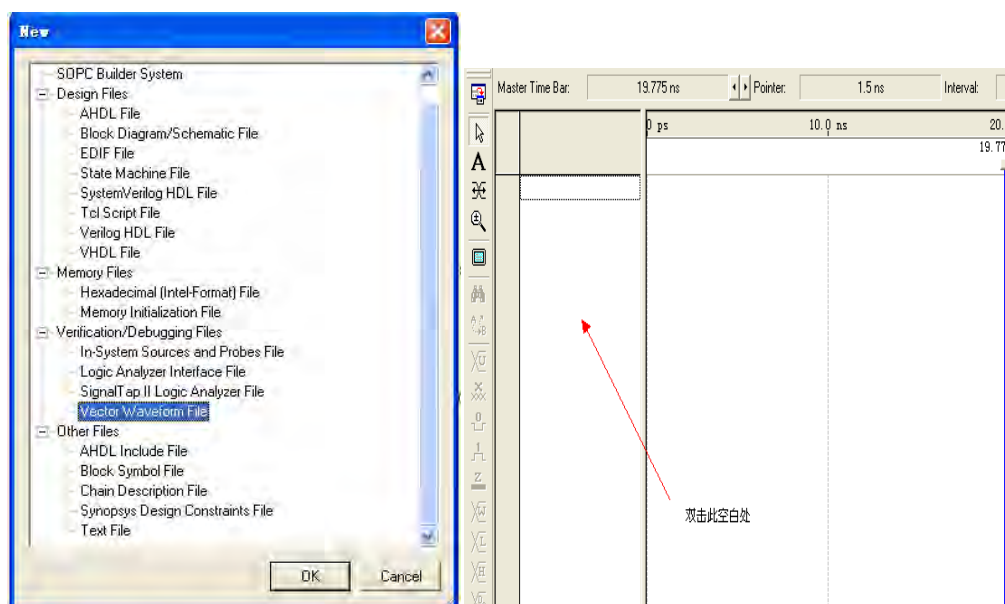 New
SOPC Builder System
Design Files
AHDL File
Block Diagram/Schematic File
EDIF File
State Machine File
SystemVerilog HDL File
Tcl Script File
Verilog HDL File
VHDL File
Memory Files
Hexadecimal (Intel-Format) File
Memory Initialization File
Verification/Debugging Files
In-System Sources and Probes File
Logic Analyzer Interface File
SignalTap II Logic Analyzer File
Vector Waveform File
Other Files
AHDL Include File
Block Symbol File
Chain Description File
Synopsys Design Constraints File
Text File
OK Cancel
Master Time Bar: 19.775 ns Pointer: 1.5 ns Interval:
0 ps 10.0 ns 20.
19.77
A
双击此空白处